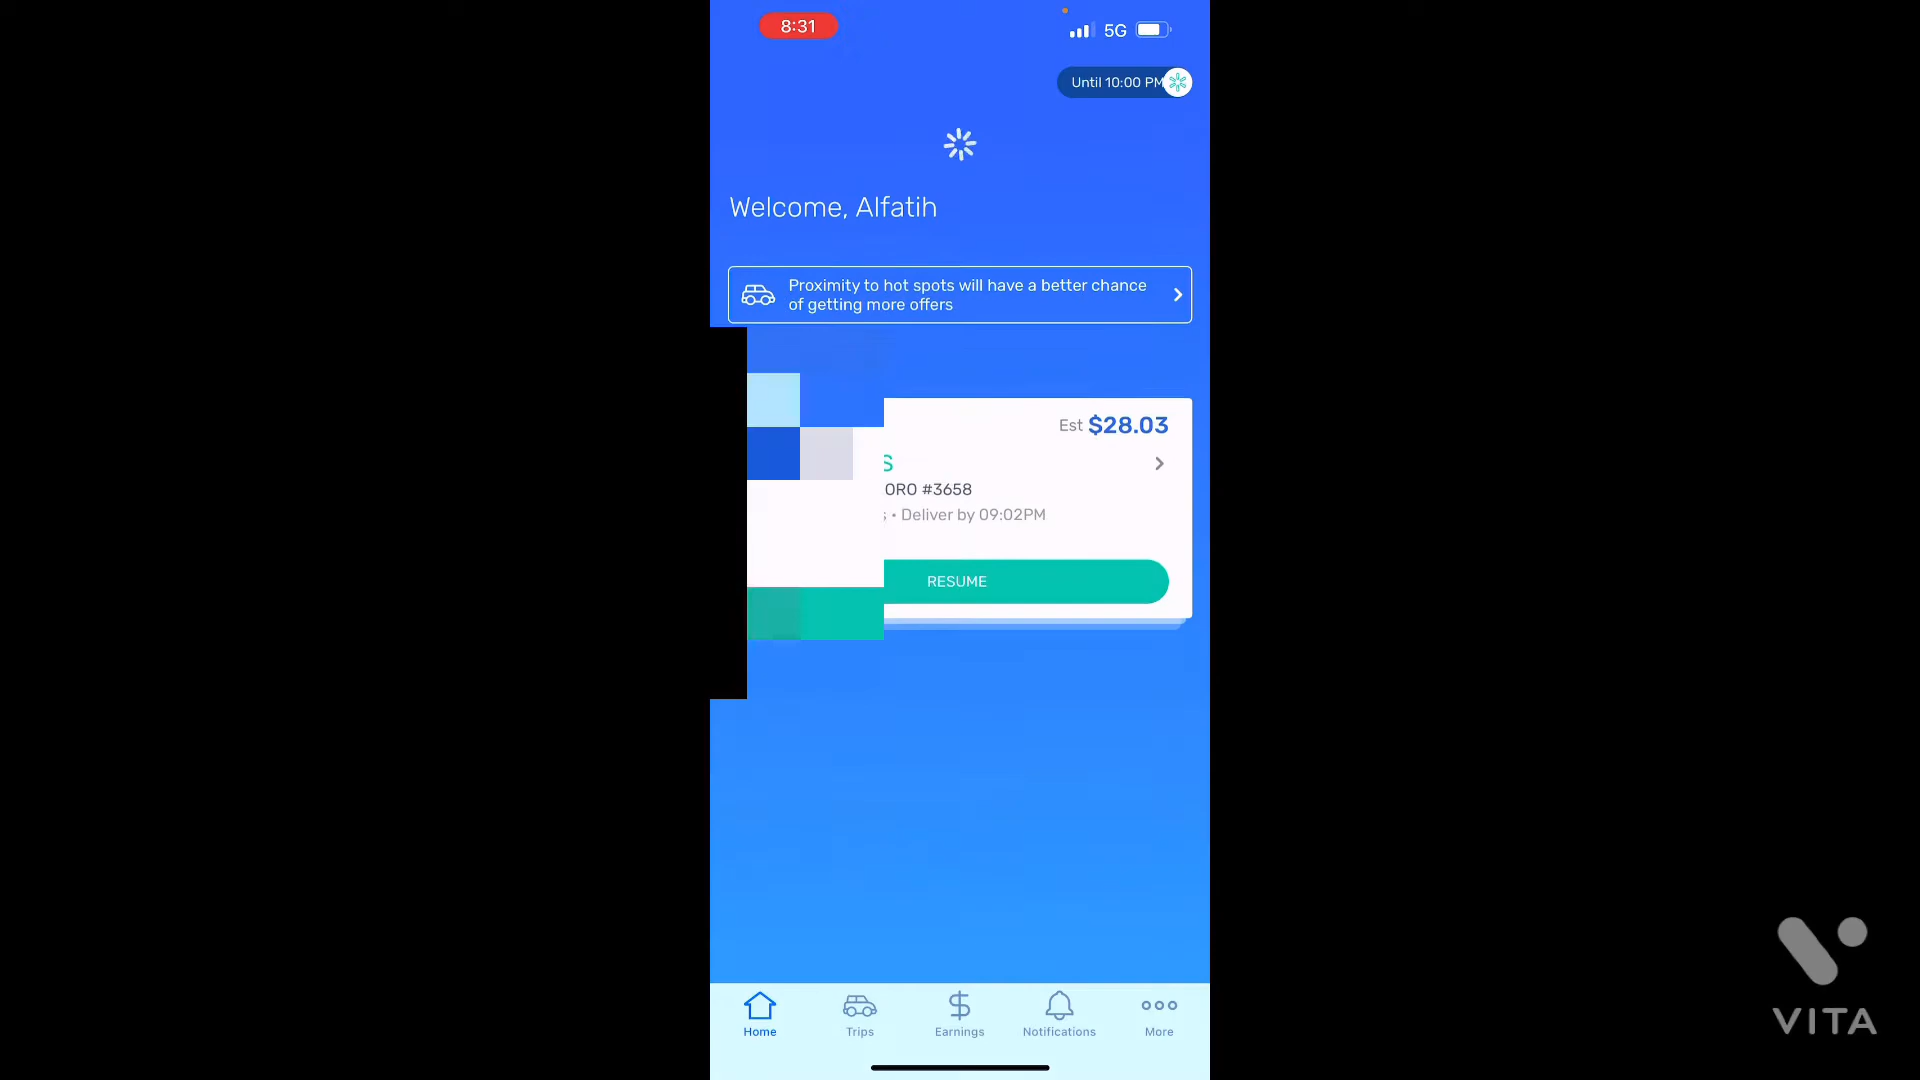 8:31
5G
Until 10:00 PM
Welcome, Alfatih
Proximity to hot spots will have a better chance
of getting more offers
Est $28.03
#3658
• Deliver by 09:02PM
RESUME
Home
Trips
Earnings
Notifications
More
VITA